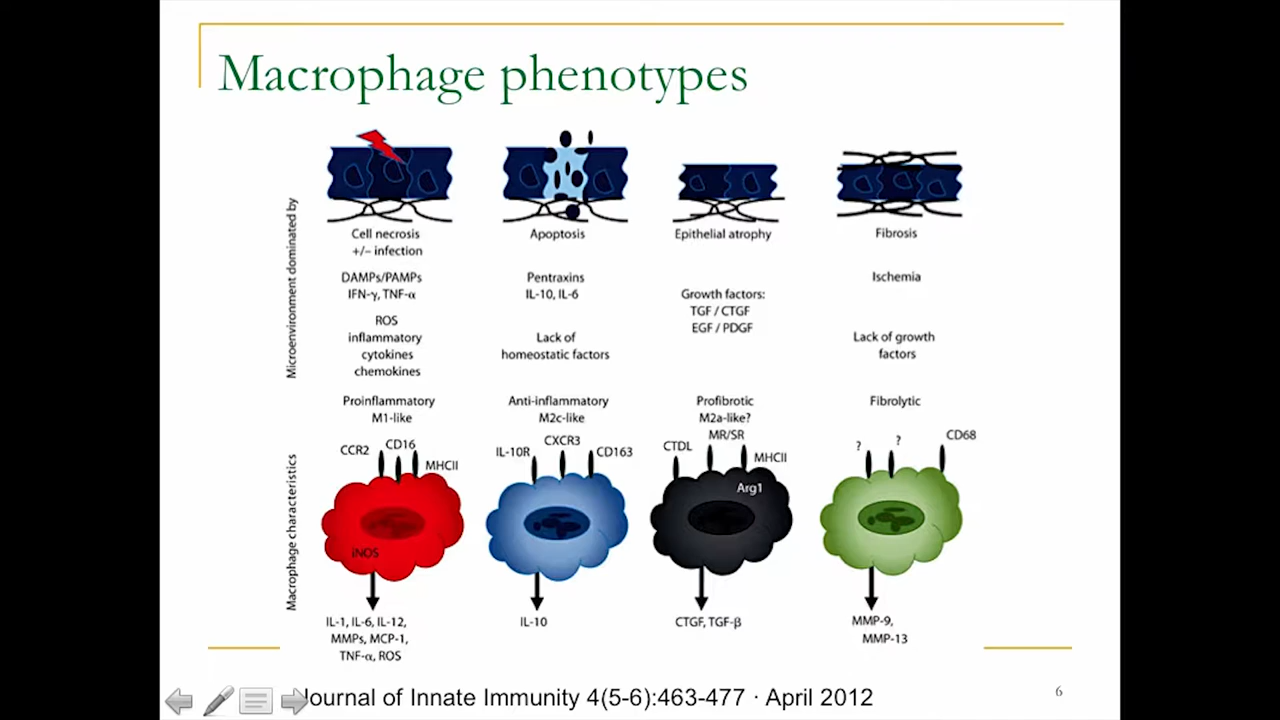 Macrophage phenotypes
Microenvironment dominated by
Cell necrosis
+/– infection
DAMPs/PAMPs
IFN-γ, TNF-α
ROS
inflammatory
cytokines
chemokines
Proinflammatory
M1-like
Apoptosis
Pentraxins
IL-10, IL-6
Lack of
homeostatic factors
Anti-inflammatory
M2c-like
Epithelial atrophy
Growth factors:
TGF / CTGF
EGF / PDGF
Profibrotic
M2a-like?
Fibrosis
Ischemia
Lack of growth
factors
Fibrolytic
Macrophage characteristics
CCR2
CD16
MHCII
iNOS
IL-1, IL-6, IL-12,
MMPs, MCP-1,
TNF-α, ROS
IL-10R
CXCR3
CD163
IL-10
CTDL
MR/SR
MHCII
Arg1
CTGF, TGF-β
?
?
CD68
MMP-9,
MMP-13
Journal of Innate Immunity 4(5-6):463-477 · April 2012
6